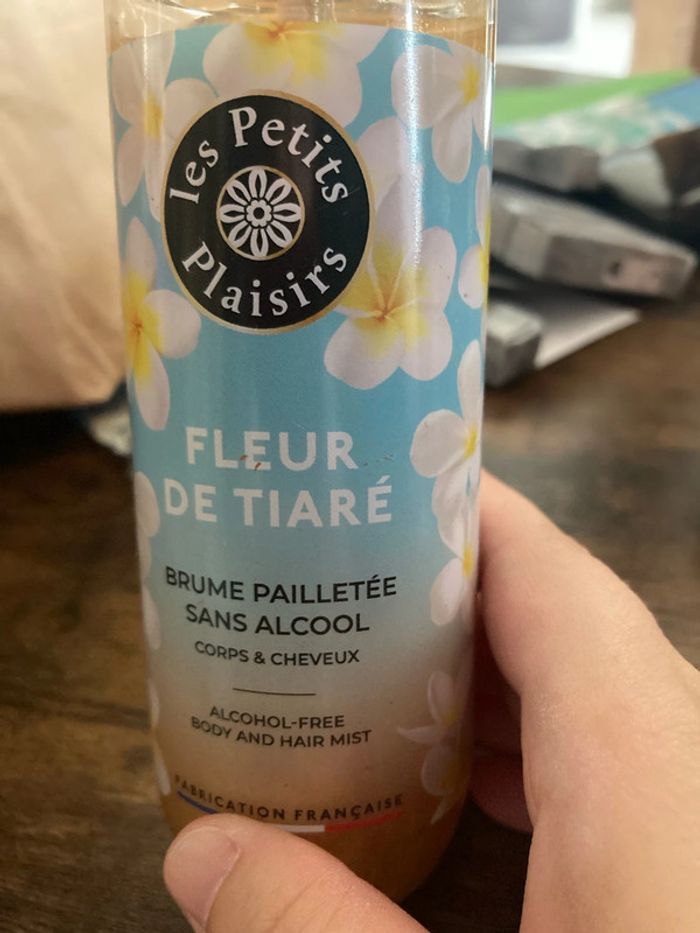 les Petits
Plaisirs
FLEUR
DE TIARÉ
BRUME PAILLETÉE
SANS ALCOOL
CORPS & CHEVEUX
ALCOHOL-FREE
BODY AND HAIR MIST
FABRICATION FRANÇAISE